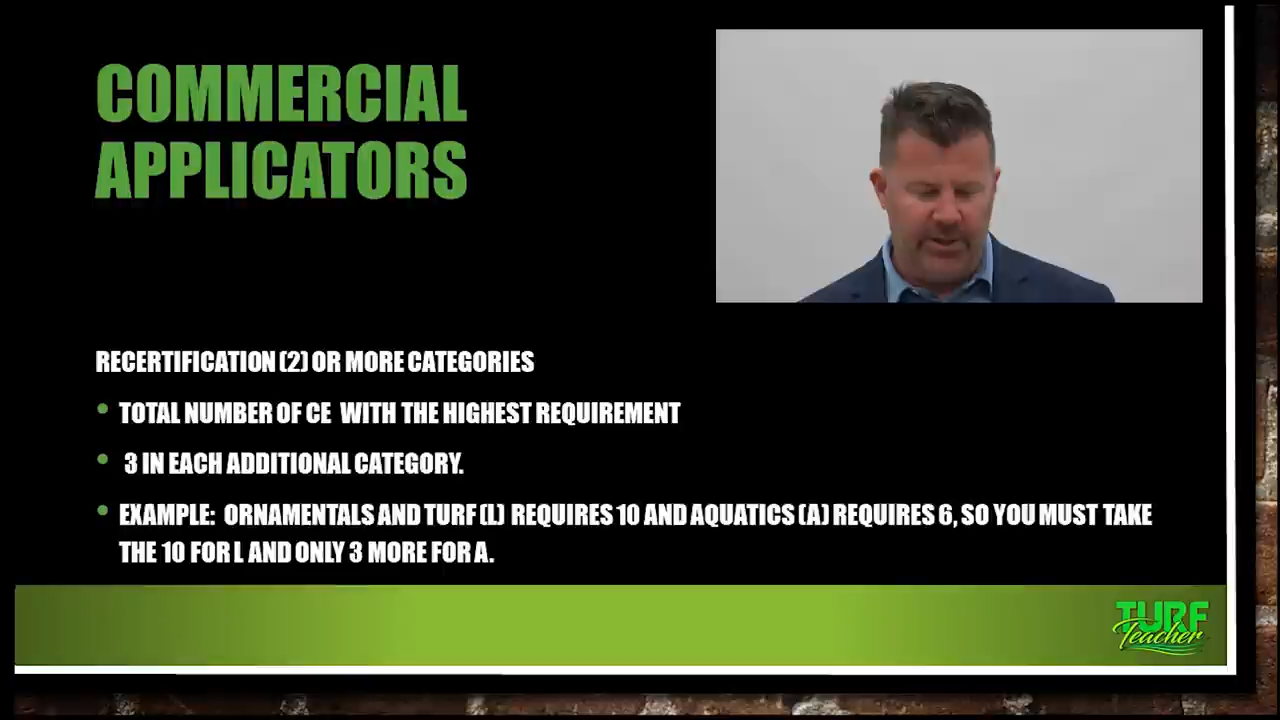 COMMERCIAL
APPLICATORS
RECERTIFICATION (2) OR MORE CATEGORIES
• TOTAL NUMBER OF CE WITH THE HIGHEST REQUIREMENT
• 3 IN EACH ADDITIONAL CATEGORY.
• EXAMPLE: ORNAMENTALS AND TURF (L) REQUIRES 10 AND AQUATICS (A) REQUIRES 6, SO YOU MUST TAKE
THE 10 FOR L AND ONLY 3 MORE FOR A.
TURF
Teacher